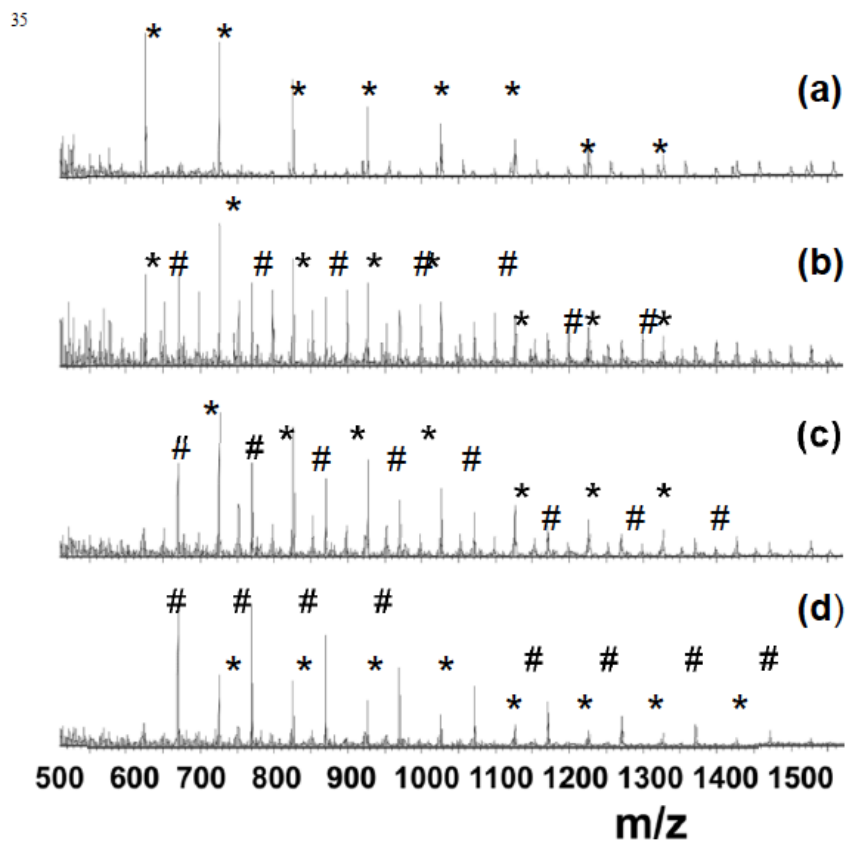 35
* * * * * * * * (a)
*
* # # * # * #* # (b)
* #* #*
*
# # * # * # * # (c)
* # * # * #
# # # # (d)
* * * * # # # #
* * * *
500 600 700 800 900 1000 1100 1200 1300 1400 1500
m/z